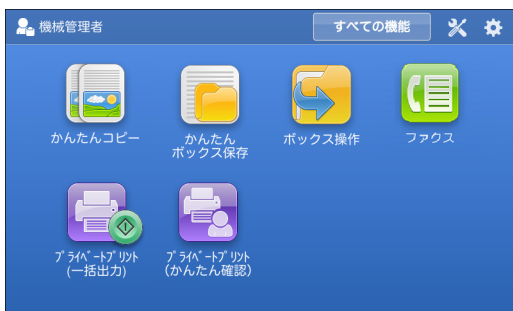 機械管理者
すべての機能
かんたんコピー
かんたん
ボックス保存
ボックス操作
ファクス
プライベートプリント
(一括出力)
プライベートプリント
(かんたん確認)